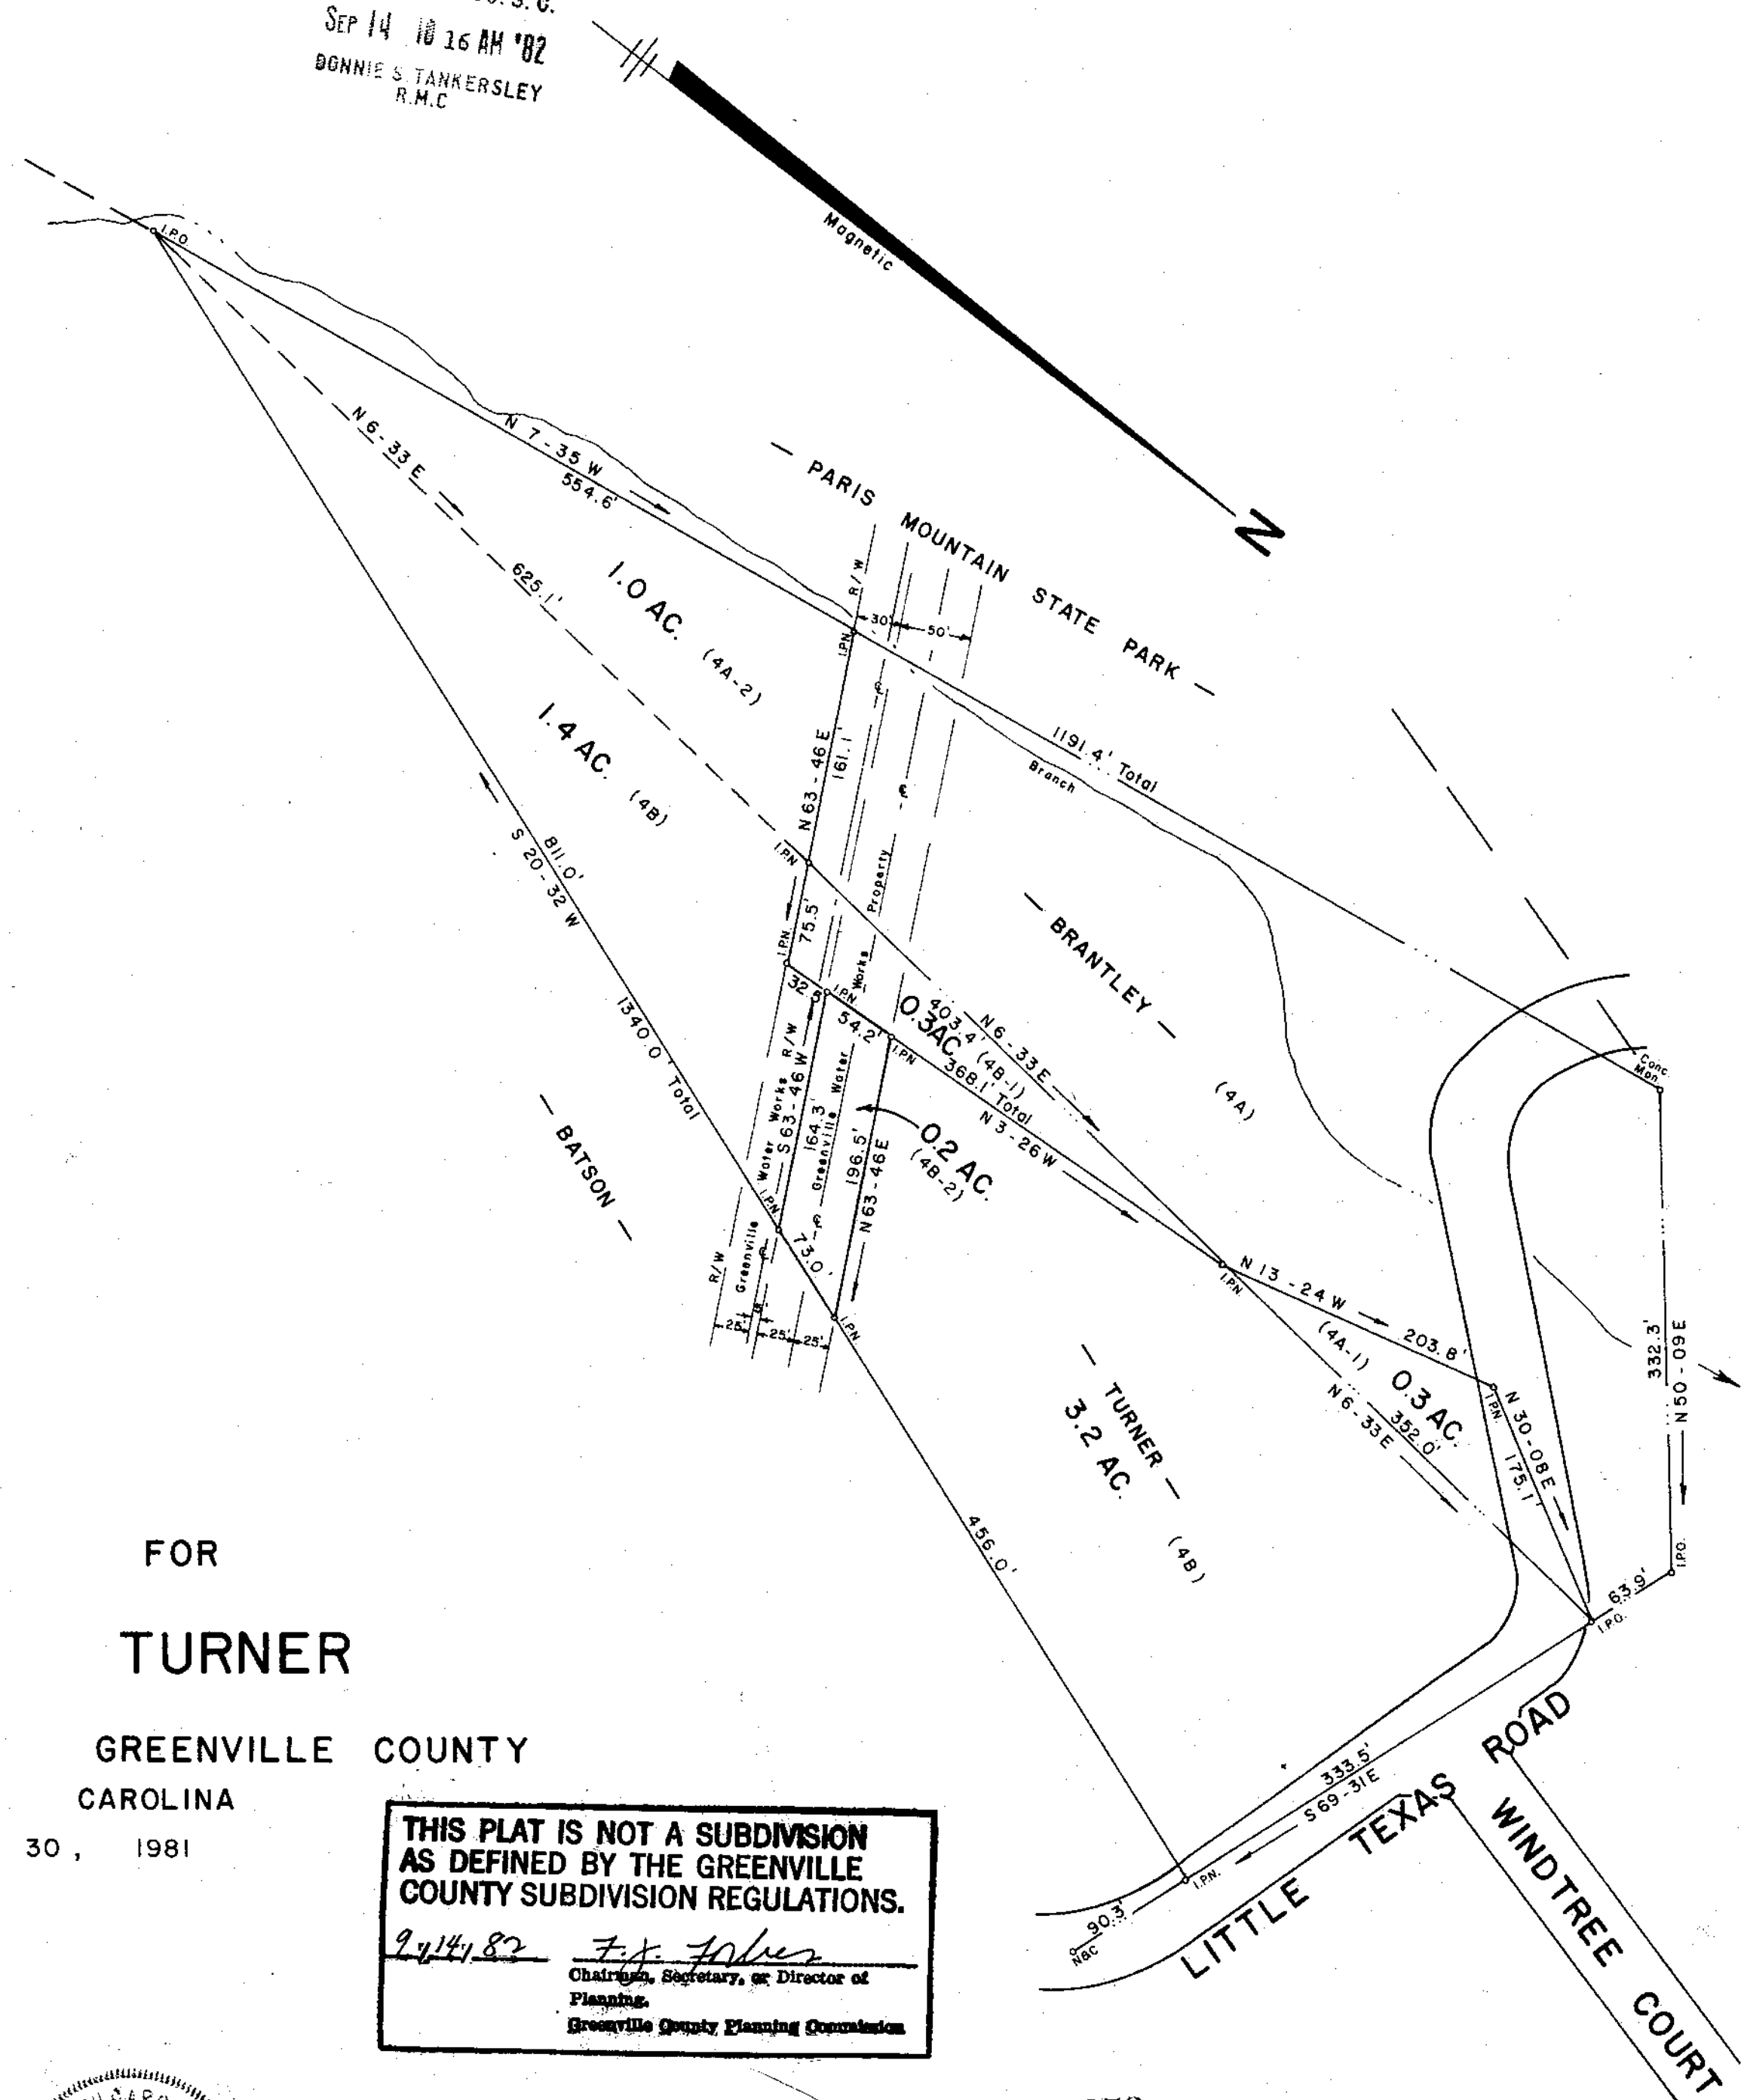 SEP 14 10 16 AM '82
DONNIE S. TANKERSLEY
R.M.C
Magnetic
N
I.P.O.
N 7-35 W
554.6'
N 6-33 E
625.1'
— PARIS MOUNTAIN STATE PARK —
R/W
30'
50'
I.P.N.
1.0 AC.
(4A-2)
1.4 AC.
(4B)
N 63-46 E
161.1'
1191.4' Total
Branch
S 20-32 W
811.0'
1340.0' Total
I.P.N.
75.5'
I.P.N.
32.5'
I.P.N.
54.2'
I.P.N.
Greenville Water Works Property
Greenville Water Works R/W
S 63-46 W
164.3'
196.5'
N 63-46 E
— BRANTLEY —
(4A)
0.3 AC.
(4B-1)
403.4'
N 6-33 E
368.1' Total
N 3-26 W
0.2 AC.
(4B-2)
— BATSON —
I.P.N.
73.0'
I.P.N.
R/W
25'
25'
25'
Conc.
Mon.
I.P.N.
N 13-24 W
203.8'
(4A-1)
0.3 AC.
N 6-33 E
352.0'
I.P.N.
N 30-08 E
175.1'
332.3'
N 50-09 E
I.P.O.
63.9'
I.P.O.
— TURNER —
3.2 AC.
(4B)
456.0'
333.5'
S 69-31 E
I.P.N.
90.3'
N&C
LITTLE TEXAS ROAD
WINDTREE COURT
FOR
TURNER
GREENVILLE COUNTY
CAROLINA
30, 1981
THIS PLAT IS NOT A SUBDIVISION
AS DEFINED BY THE GREENVILLE
COUNTY SUBDIVISION REGULATIONS.
9/14/82
Chairman, Secretary, or Director of
Planning.
Greenville County Planning Commission